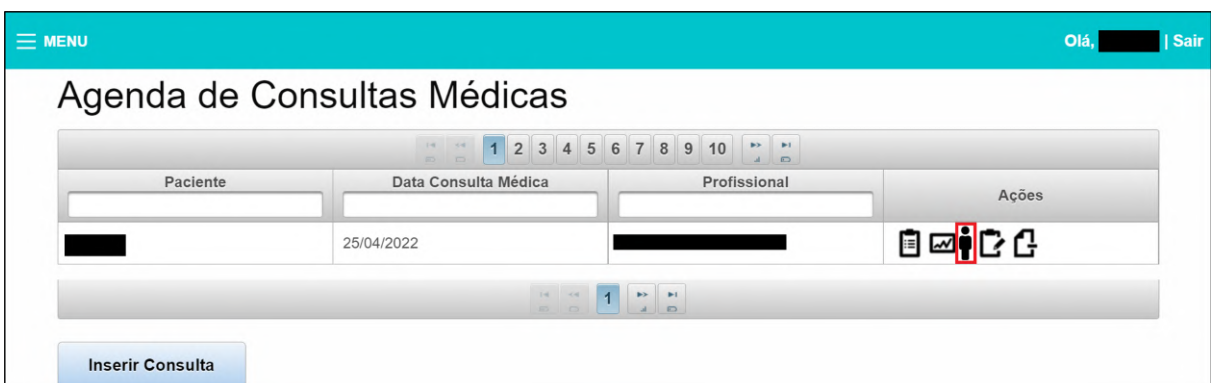 MENU
Olá, | Sair
Agenda de Consultas Médicas
1 2 3 4 5 6 7 8 9 10
Paciente Data Consulta Médica Profissional Ações
25/04/2022
1
Inserir Consulta